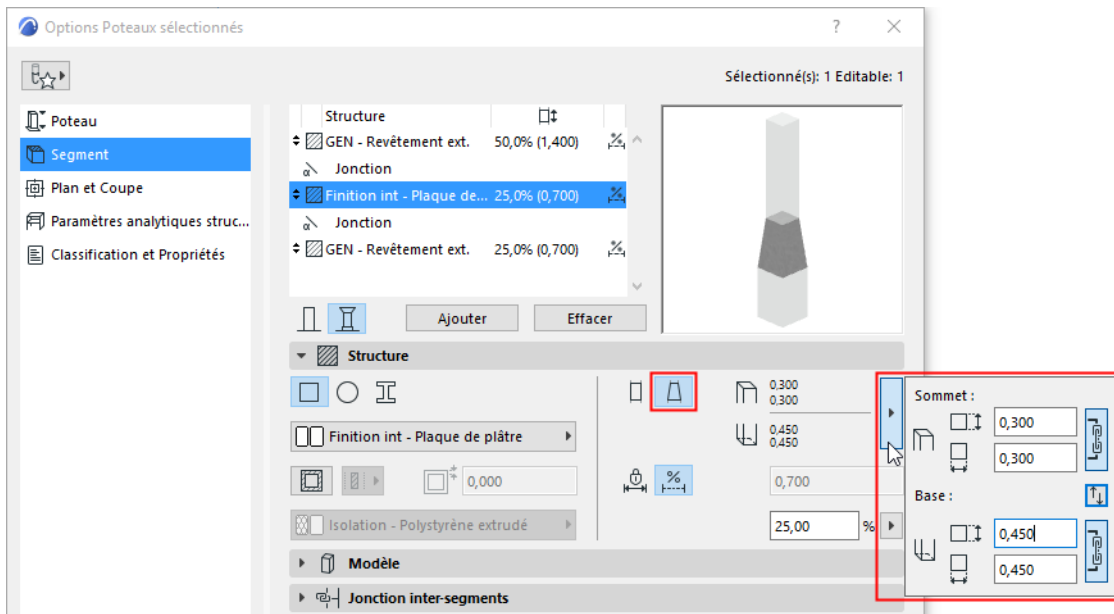 Options Poteaux sélectionnés
?
Sélectionné(s): 1 Editable: 1
Poteau
Segment
Plan et Coupe
Paramètres analytiques struc...
Classification et Propriétés
Structure
GEN - Revêtement ext. 50,0% (1,400)
Jonction
Finition int - Plaque de... 25,0% (0,700)
Jonction
GEN - Revêtement ext. 25,0% (0,700)
Ajouter Effacer
Structure
0,300
0,300
0,450
0,450
Finition int - Plaque de plâtre
0,000
%
0,700
Isolation - Polystyrène extrudé
25,00 %
Modèle
Jonction inter-segments
Sommet :
0,300
0,300
Base :
0,450
0,450